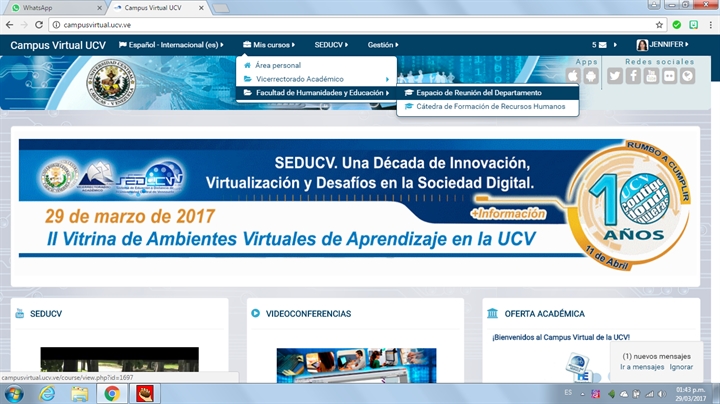 WhatsApp
Campus Virtual UCV
campusvirtual.ucv.ve
Campus Virtual UCV
Español - Internacional (es)
Mis cursos
SEDUCV
Gestión
5
JENNIFER
Área personal
Vicerrectorado Académico
Facultad de Humanidades y Educación
Espacio de Reunión del Departamento
Cátedra de Formación de Recursos Humanos
Apps
Redes sociales
SEDUCV. Una Década de Innovación,
Virtualización y Desafíos en la Sociedad Digital.
SEDUCV
29 de marzo de 2017
+Información
II Vitrina de Ambientes Virtuales de Aprendizaje en la UCV
RUMBO A CUMPLIR
UCV
contigo
donde
quieras
10
AÑOS
11 de Abril
SEDUCV
VIDEOCONFERENCIAS
OFERTA ACADÉMICA
¡Bienvenidos al Campus Virtual de la UCV!
(1) nuevos mensajes
Ir a mensajes Ignorar
campusvirtual.ucv.ve/course/view.php?id=1697
ES
01:43 p.m.
29/03/2017